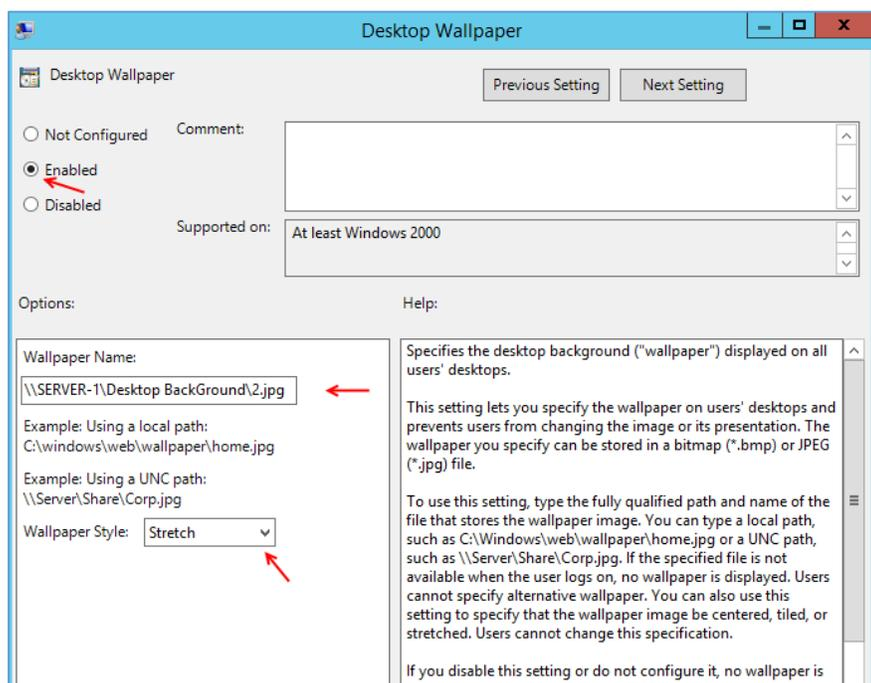 Desktop Wallpaper
Desktop Wallpaper
Previous Setting
Next Setting
Not Configured
Comment:
Enabled
Disabled
Supported on:
At least Windows 2000
Options:
Help:
Wallpaper Name:
\\SERVER-1\Desktop BackGround\2.jpg
Example: Using a local path:
C:\windows\web\wallpaper\home.jpg
Example: Using a UNC path:
\\Server\Share\Corp.jpg
Wallpaper Style:
Stretch
Specifies the desktop background ("wallpaper") displayed on all
users' desktops.
This setting lets you specify the wallpaper on users' desktops and
prevents users from changing the image or its presentation. The
wallpaper you specify can be stored in a bitmap (*.bmp) or JPEG
(*.jpg) file.
To use this setting, type the fully qualified path and name of the
file that stores the wallpaper image. You can type a local path,
such as C:\Windows\web\wallpaper\home.jpg or a UNC path,
such as \\Server\Share\Corp.jpg. If the specified file is not
available when the user logs on, no wallpaper is displayed. Users
cannot specify alternative wallpaper. You can also use this
setting to specify that the wallpaper image be centered, tiled, or
stretched. Users cannot change this specification.
If you disable this setting or do not configure it, no wallpaper is